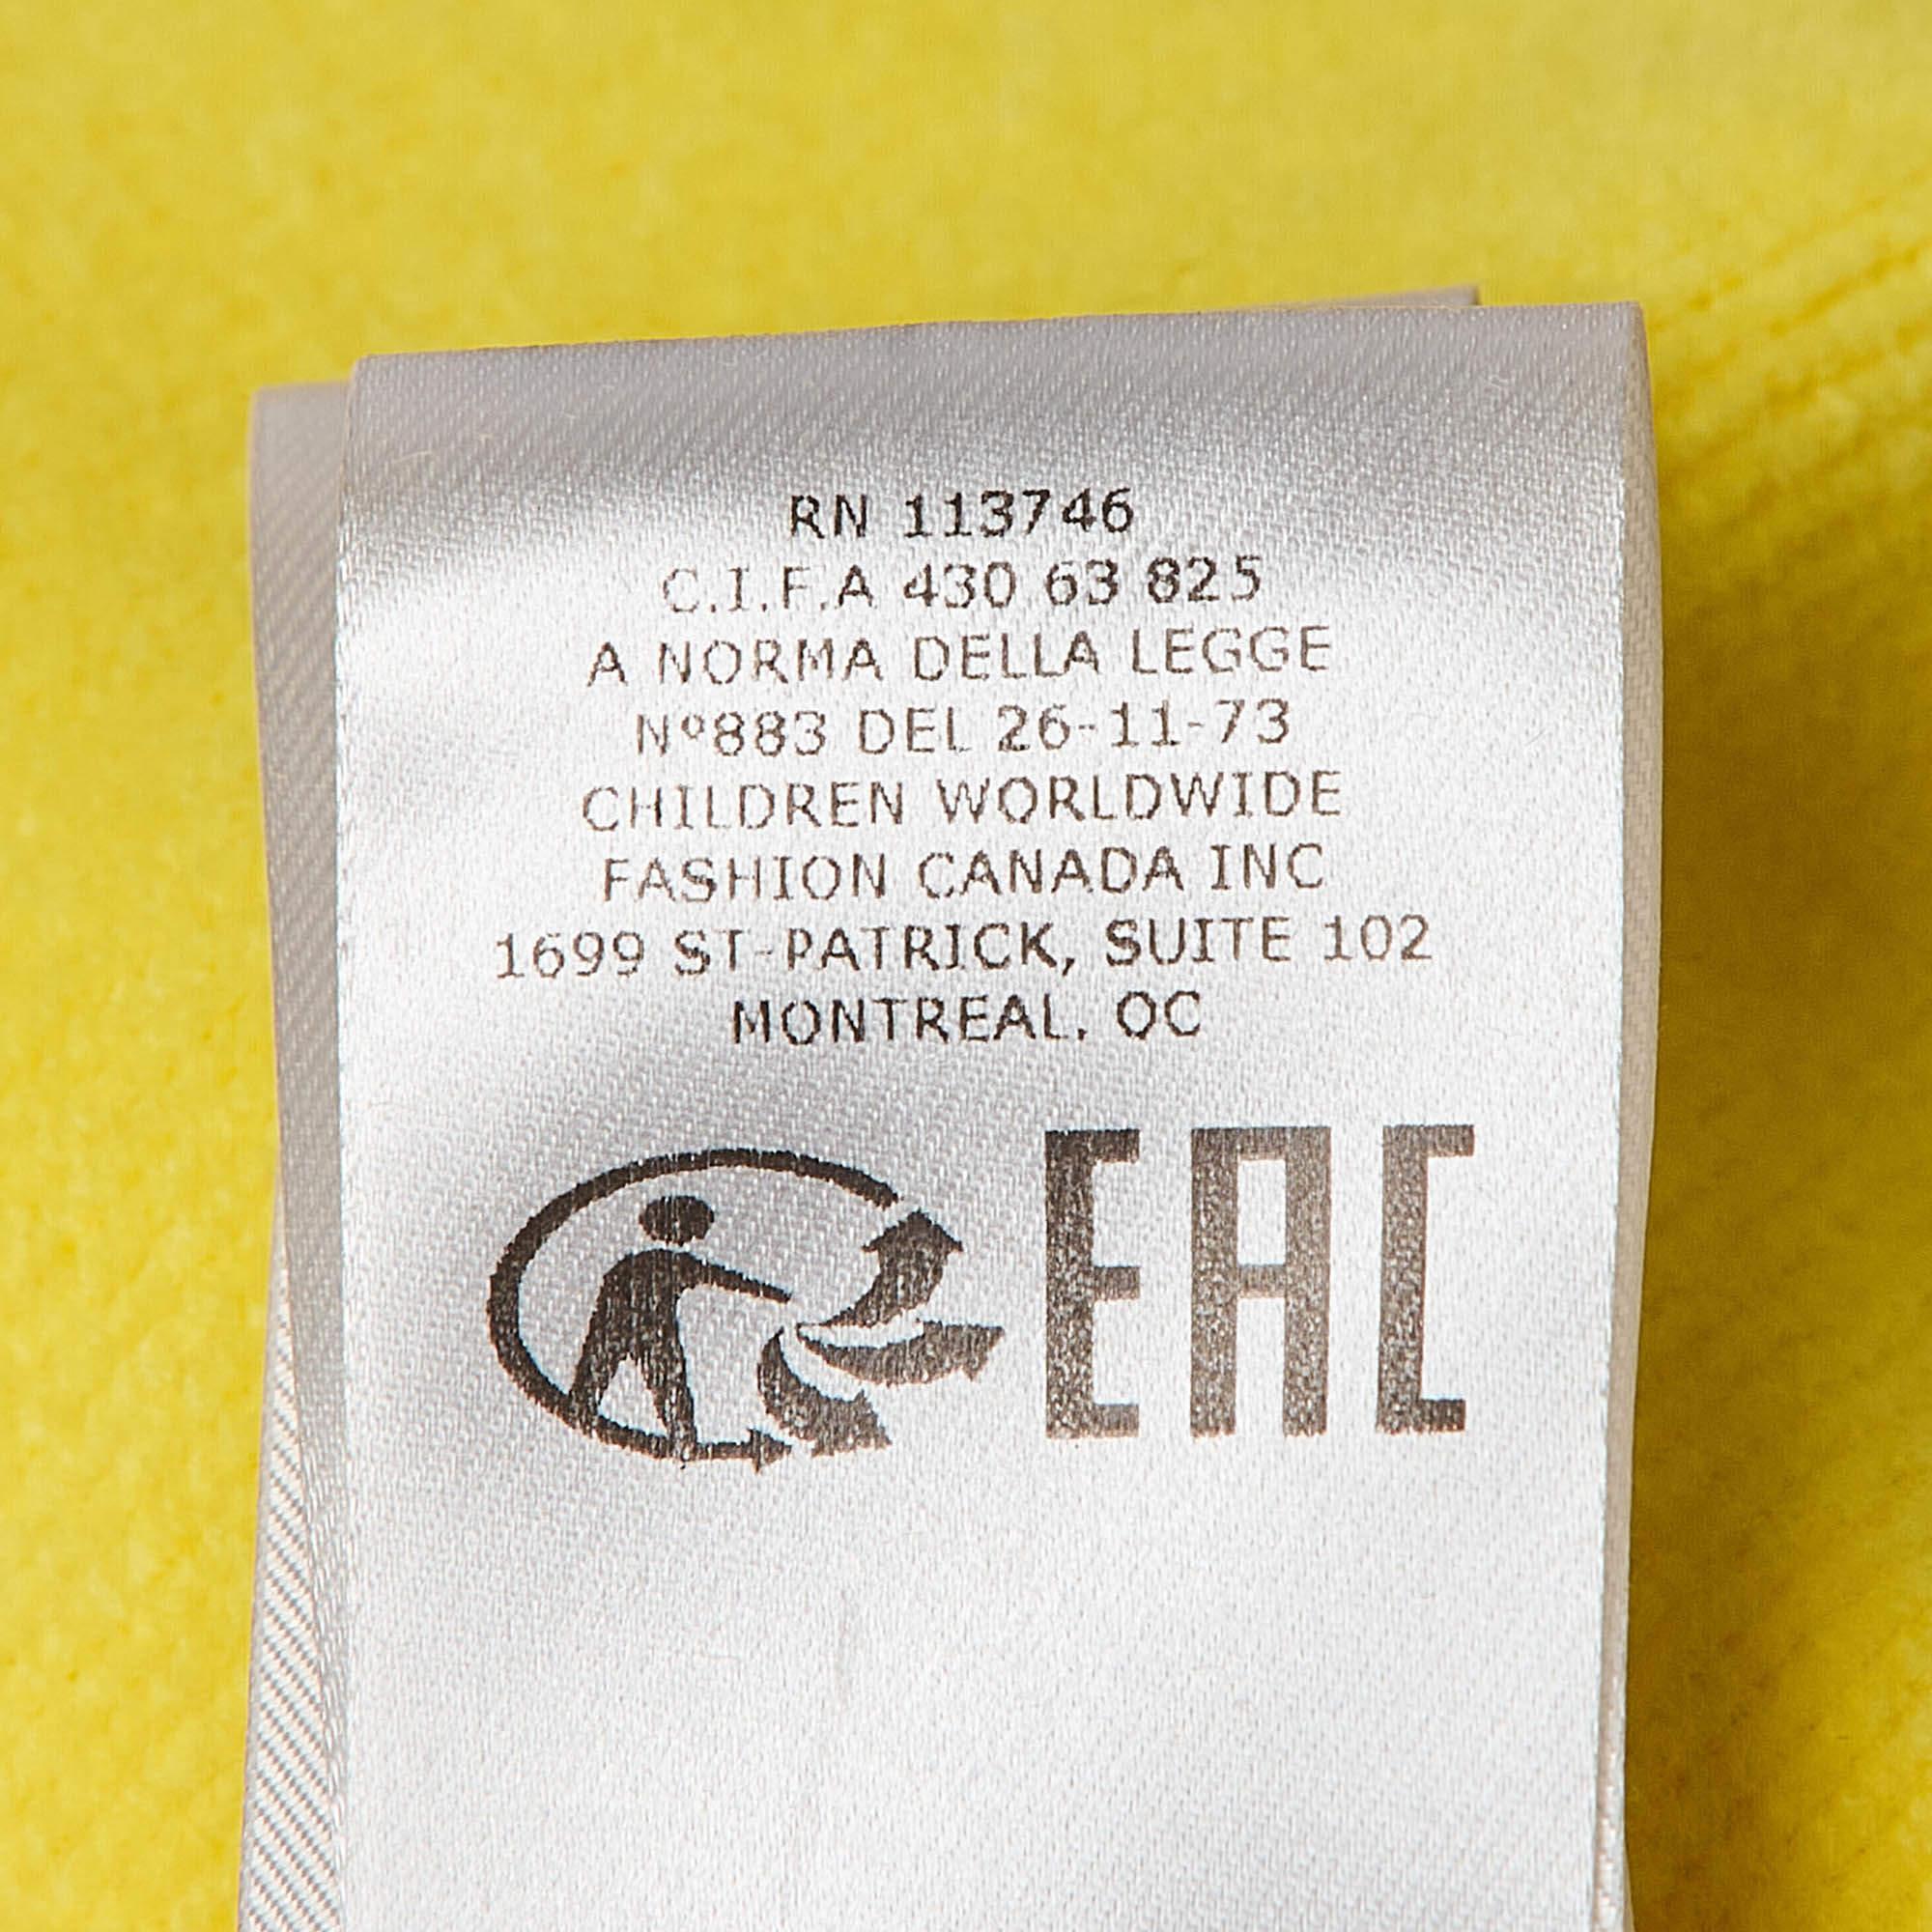 RN 113746
C.I.F.A 430 63 825
A NORMA DELLA LEGGE
Nº883 DEL 26-11-73
CHILDREN WORLDWIDE
FASHION CANADA INC
1699 ST-PATRICK, SUITE 102
MONTREAL. QC
EAC